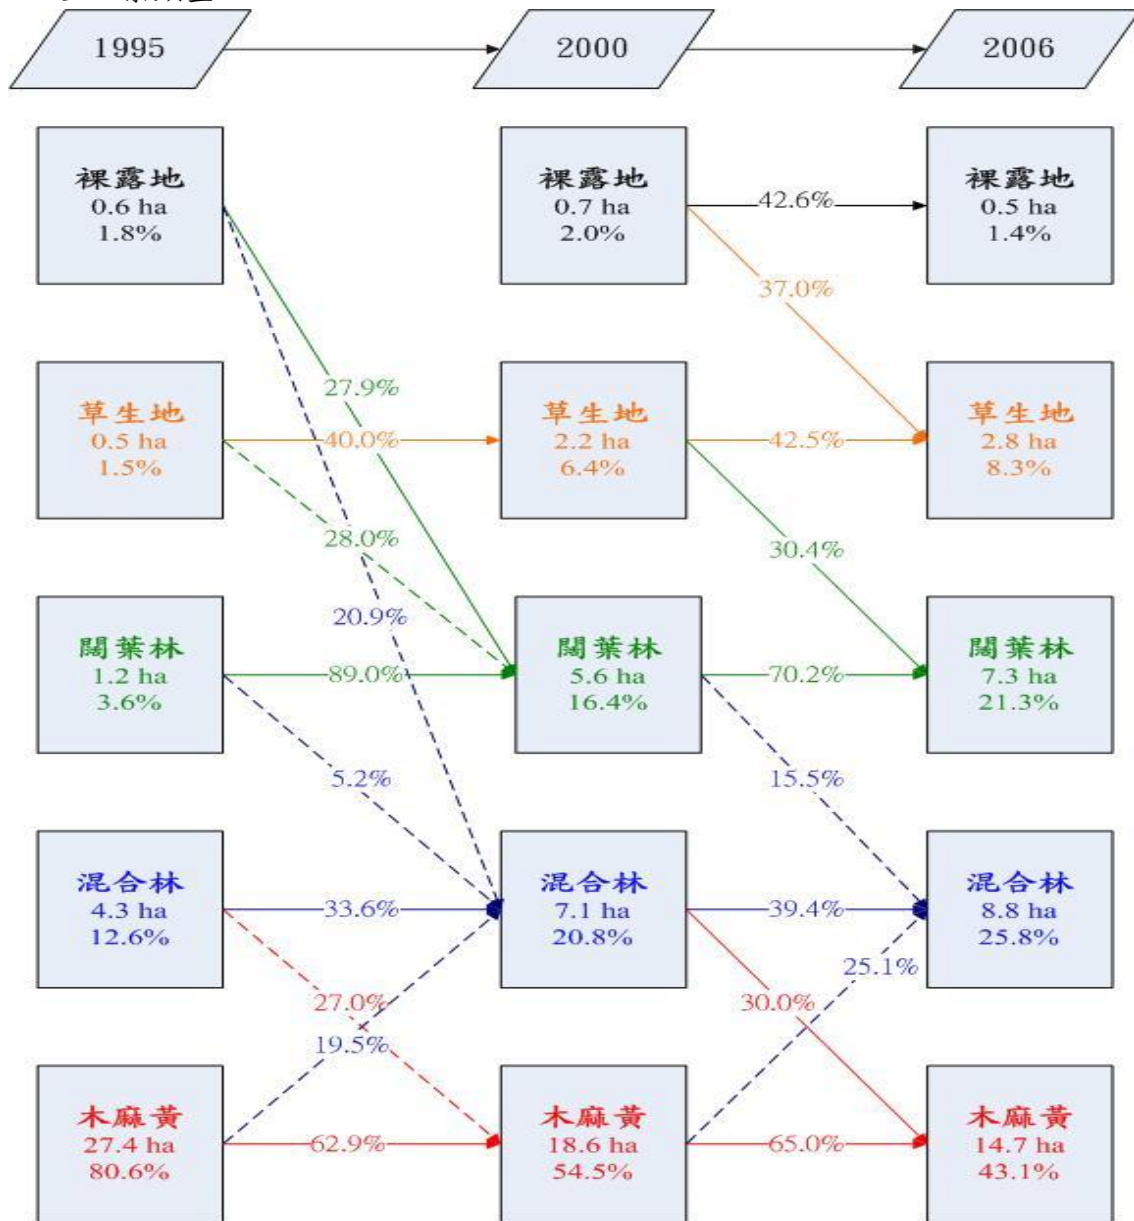 1995
2000
2006
裸露地
0.6 ha
1.8%
裸露地
0.7 ha
2.0%
42.6%
裸露地
0.5 ha
1.4%
37.0%
27.9%
草生地
0.5 ha
1.5%
40.0%
草生地
2.2 ha
6.4%
42.5%
草生地
2.8 ha
8.3%
28.0%
30.4%
20.9%
闊葉林
1.2 ha
3.6%
89.0%
闊葉林
5.6 ha
16.4%
70.2%
闊葉林
7.3 ha
21.3%
5.2%
15.5%
混合林
4.3 ha
12.6%
33.6%
混合林
7.1 ha
20.8%
39.4%
混合林
8.8 ha
25.8%
25.1%
27.0%
30.0%
19.5%
木麻黃
27.4 ha
80.6%
62.9%
木麻黃
18.6 ha
54.5%
65.0%
木麻黃
14.7 ha
43.1%